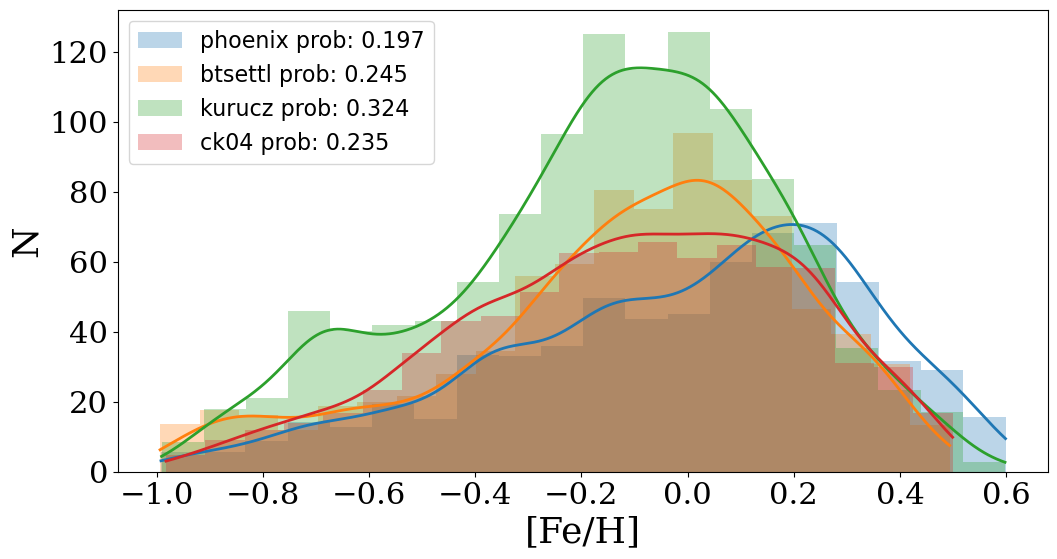 phoenix prob: 0.197
btsettl prob: 0.245
kurucz prob: 0.324
ck04 prob: 0.235
120
100
80
60
40
20
0
N
−1.0 −0.8 −0.6 −0.4 −0.2 0.0 0.2 0.4 0.6
[Fe/H]